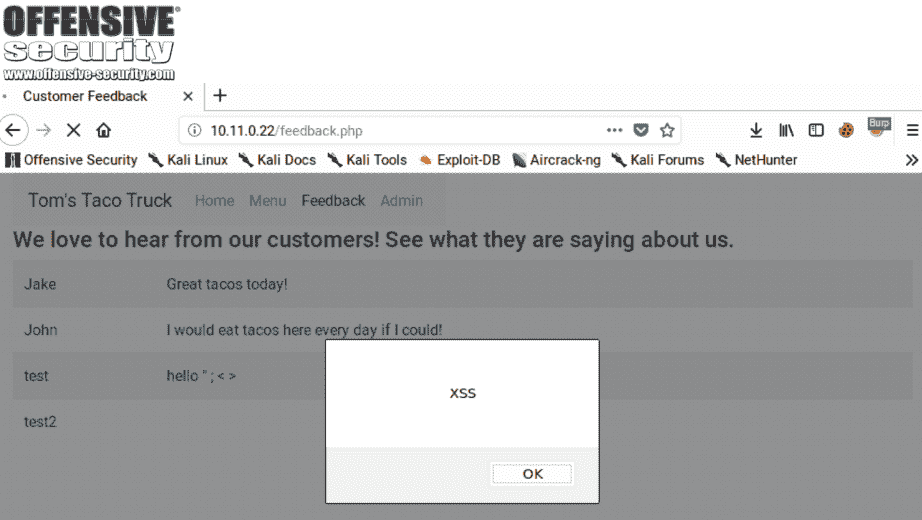 OFFENSIVE®
security
www.offensive-security.com
Customer Feedback
10.11.0.22/feedback.php
Burp
Offensive Security Kali Linux Kali Docs Kali Tools Exploit-DB Aircrack-ng Kali Forums NetHunter
Tom's Taco Truck Home Menu Feedback Admin
We love to hear from our customers! See what they are saying about us.
Jake Great tacos today!
John I would eat tacos here every day if I could!
test hello " ; < >
test2
xss
OK